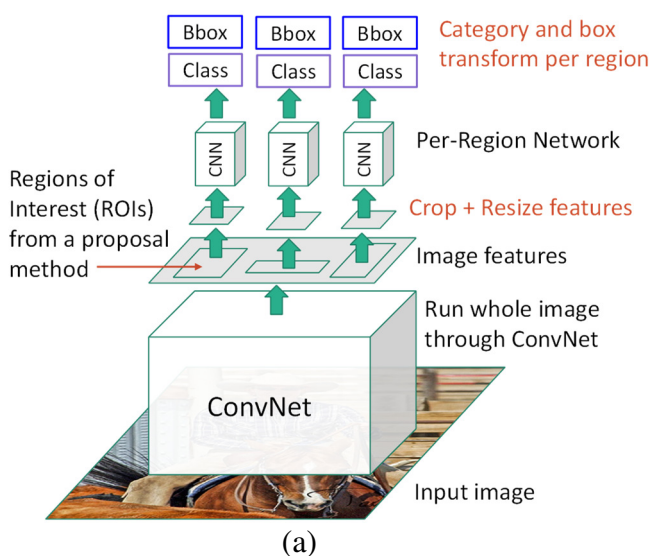 Bbox
Bbox
Bbox
Class
Class
Class
Category and box
transform per region
CNN
CNN
CNN
Per-Region Network
Regions of
Interest (ROIs)
from a proposal
method
Crop + Resize features
Image features
Run whole image
through ConvNet
ConvNet
Input image
(a)